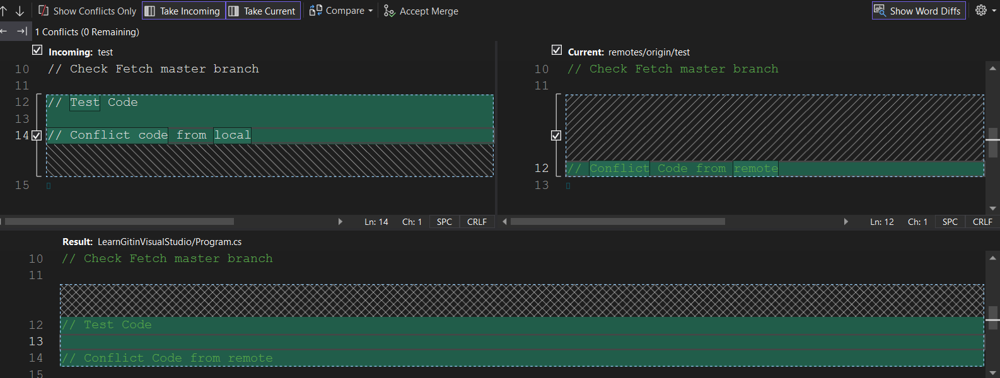 Show Conflicts Only Take Incoming Take Current Compare Accept Merge Show Word Diffs
1 Conflicts (0 Remaining)
Incoming: test
10 // Check Fetch master branch
11
12 // Test Code
13
14 // Conflict code from local
15
Ln: 14 Ch: 1 SPC CRLF
Current: remotes/origin/test
10 // Check Fetch master branch
11
12 // Conflict Code from remote
13
Ln: 12 Ch: 1 SPC CRLF
Result: LearnGitinVisualStudio/Program.cs
10 // Check Fetch master branch
11
12 // Test Code
13
14 // Conflict Code from remote
15